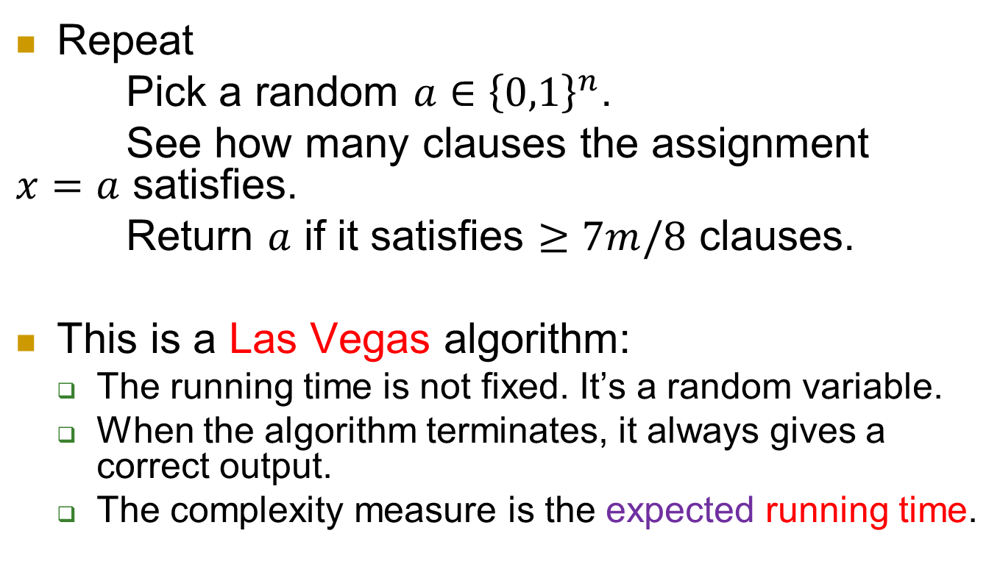 Repeat
Pick a random 𝑎 ∈ {0,1}ⁿ.
See how many clauses the assignment
𝑥 = 𝑎 satisfies.
Return 𝑎 if it satisfies ≥ 7𝑚/8 clauses.
This is a Las Vegas algorithm:
The running time is not fixed. It’s a random variable.
When the algorithm terminates, it always gives a
correct output.
The complexity measure is the expected running time.